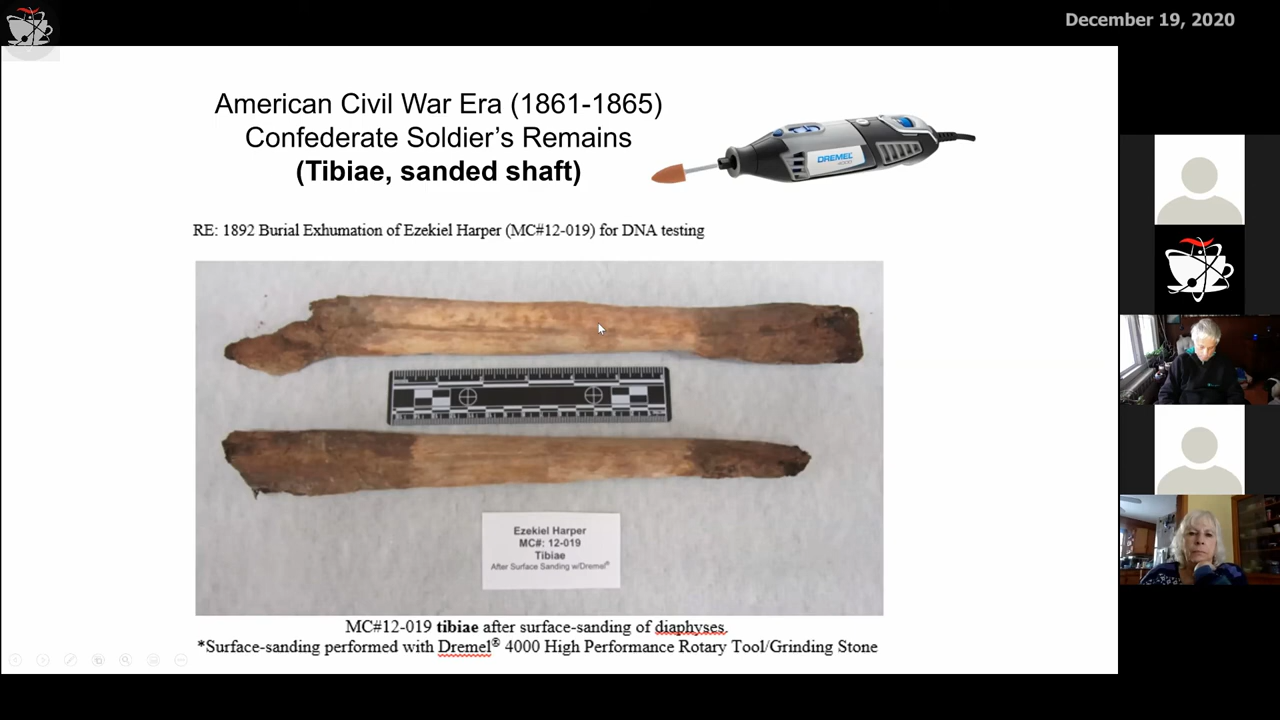 December 19, 2020
American Civil War Era (1861-1865)
Confederate Soldier's Remains
(Tibiae, sanded shaft)
DREMEL
4000
RE: 1892 Burial Exhumation of Ezekiel Harper (MC#12-019) for DNA testing
Ezekiel Harper
MC#: 12-019
Tibiae
After Surface Sanding w/Dremel®
MC#12-019 tibiae after surface-sanding of diaphyses.
*Surface-sanding performed with Dremel® 4000 High Performance Rotary Tool/Grinding Stone